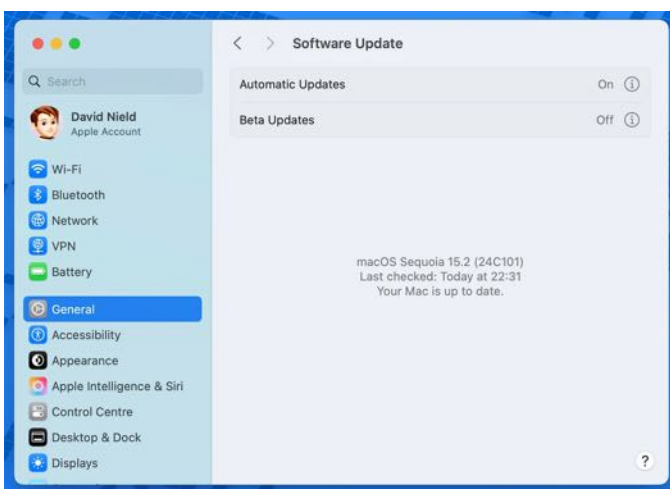 Software Update
Search
David Nield
Apple Account
Wi-Fi
Bluetooth
Network
VPN
Battery
General
Accessibility
Appearance
Apple Intelligence & Siri
Control Centre
Desktop & Dock
Displays
Automatic Updates On
Beta Updates Off
macOS Sequoia 15.2 (24C101)
Last checked: Today at 22:31
Your Mac is up to date.
?